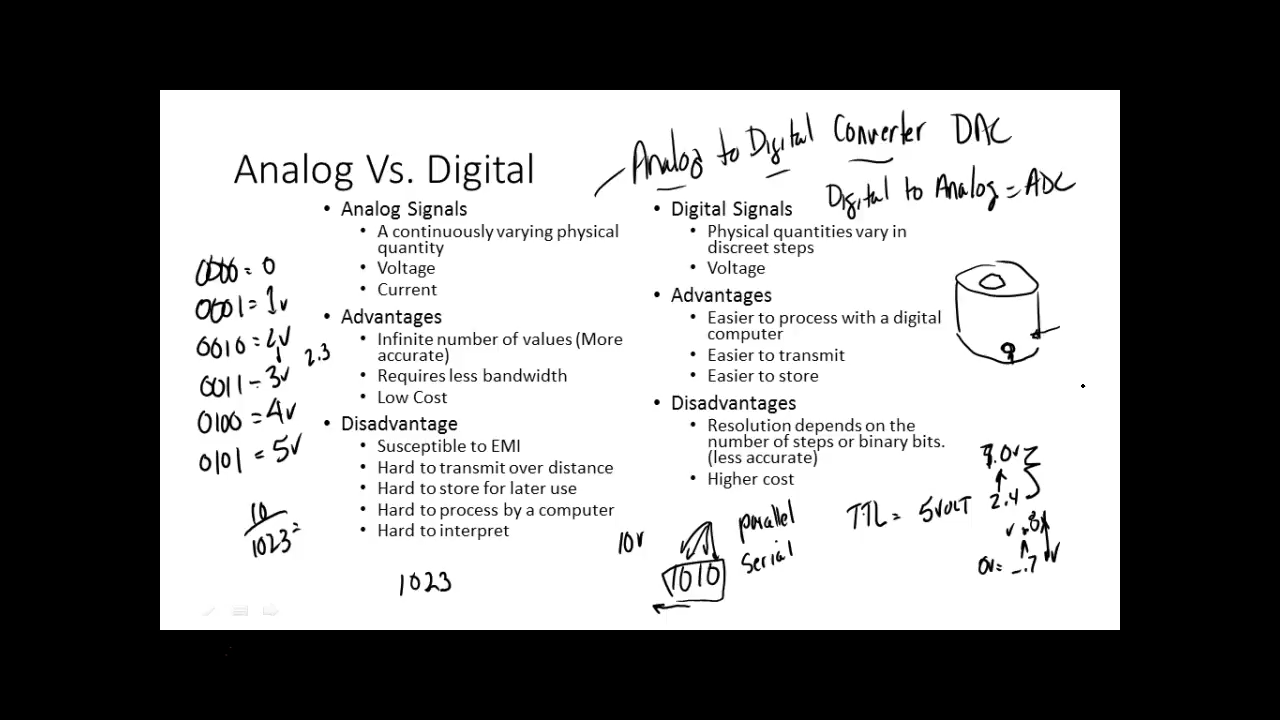 Analog to Digital Converter DAC
Digital to Analog = ADC
Analog Vs. Digital
• Analog Signals
• A continuously varying physical
quantity
• Voltage
• Current
• Advantages
• Infinite number of values (More
accurate)
• Requires less bandwidth
• Low Cost
• Disadvantage
• Susceptible to EMI
• Hard to transmit over distance
• Hard to store for later use
• Hard to process by a computer
• Hard to interpret
• Digital Signals
• Physical quantities vary in
discreet steps
• Voltage
• Advantages
• Easier to process with a digital
computer
• Easier to transmit
• Easier to store
• Disadvantages
• Resolution depends on the
number of steps or binary bits.
(less accurate)
• Higher cost
0000 = 0
0001 = 1v
0010 = 2v
2.3
0011 - 3v
0100 = 4v
0101 = 5v
10
1023 =
1023
10v
1010
parallel
Serial
TTL = 5VOLT
2.4
.8v
0v = -.7 v